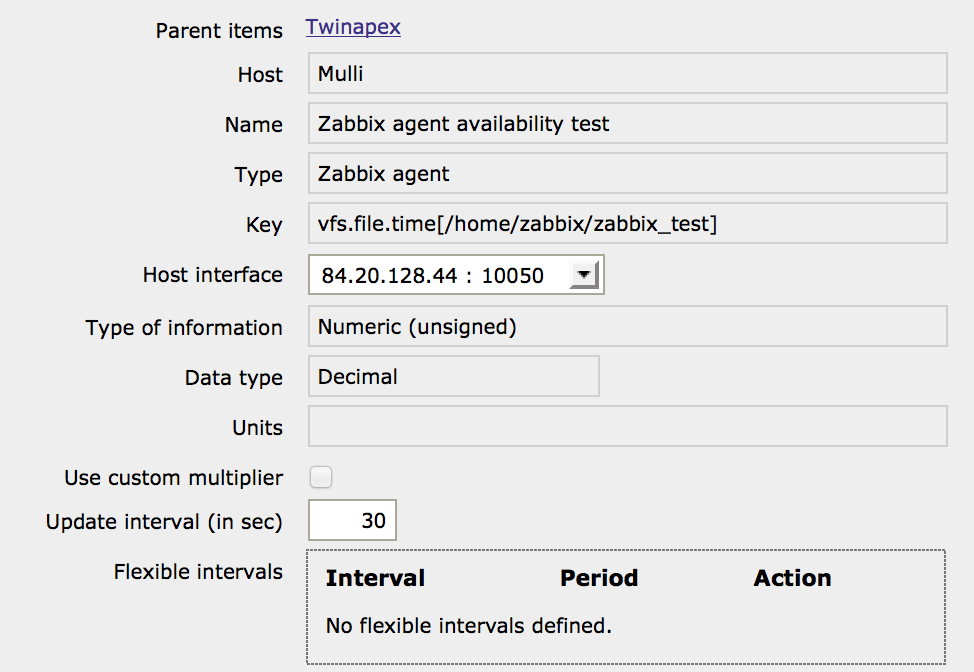 Parent items Twinapex
Host Mulli
Name Zabbix agent availability test
Type Zabbix agent
Key vfs.file.time[/home/zabbix/zabbix_test]
Host interface 84.20.128.44 : 10050
Type of information Numeric (unsigned)
Data type Decimal
Units
Use custom multiplier
Update interval (in sec) 30
Flexible intervals Interval Period Action
No flexible intervals defined.